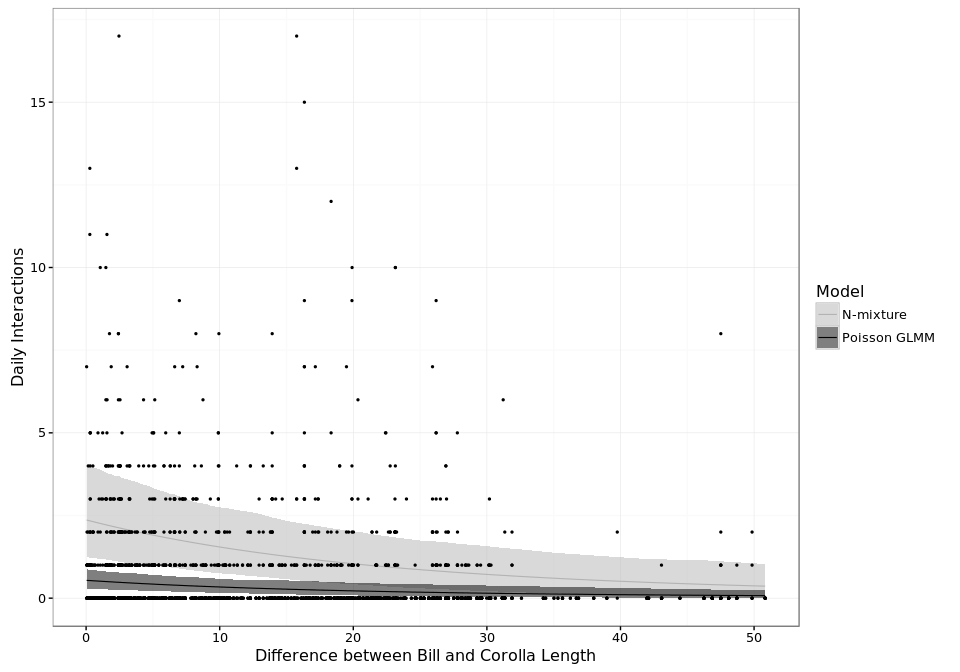 15
10
5
0
Daily Interactions
0 10 20 30 40 50
Difference between Bill and Corolla Length
Model
N-mixture
Poisson GLMM